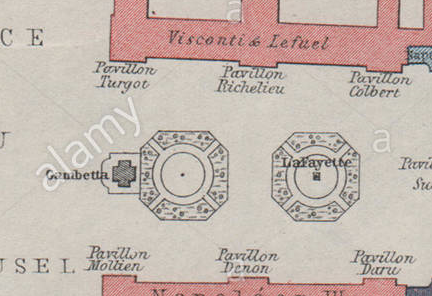 Visconti & Lefuel
CE
Pavillon
Turgot
Pavillon
Richelieu
Pavillon
Colbert
alamy
a
a
U
Gambetta
LaFayette
Pavi
USEL
Pavillon
Mollien
Pavillon
Denon
Pavillon
Daru
Napoléon III